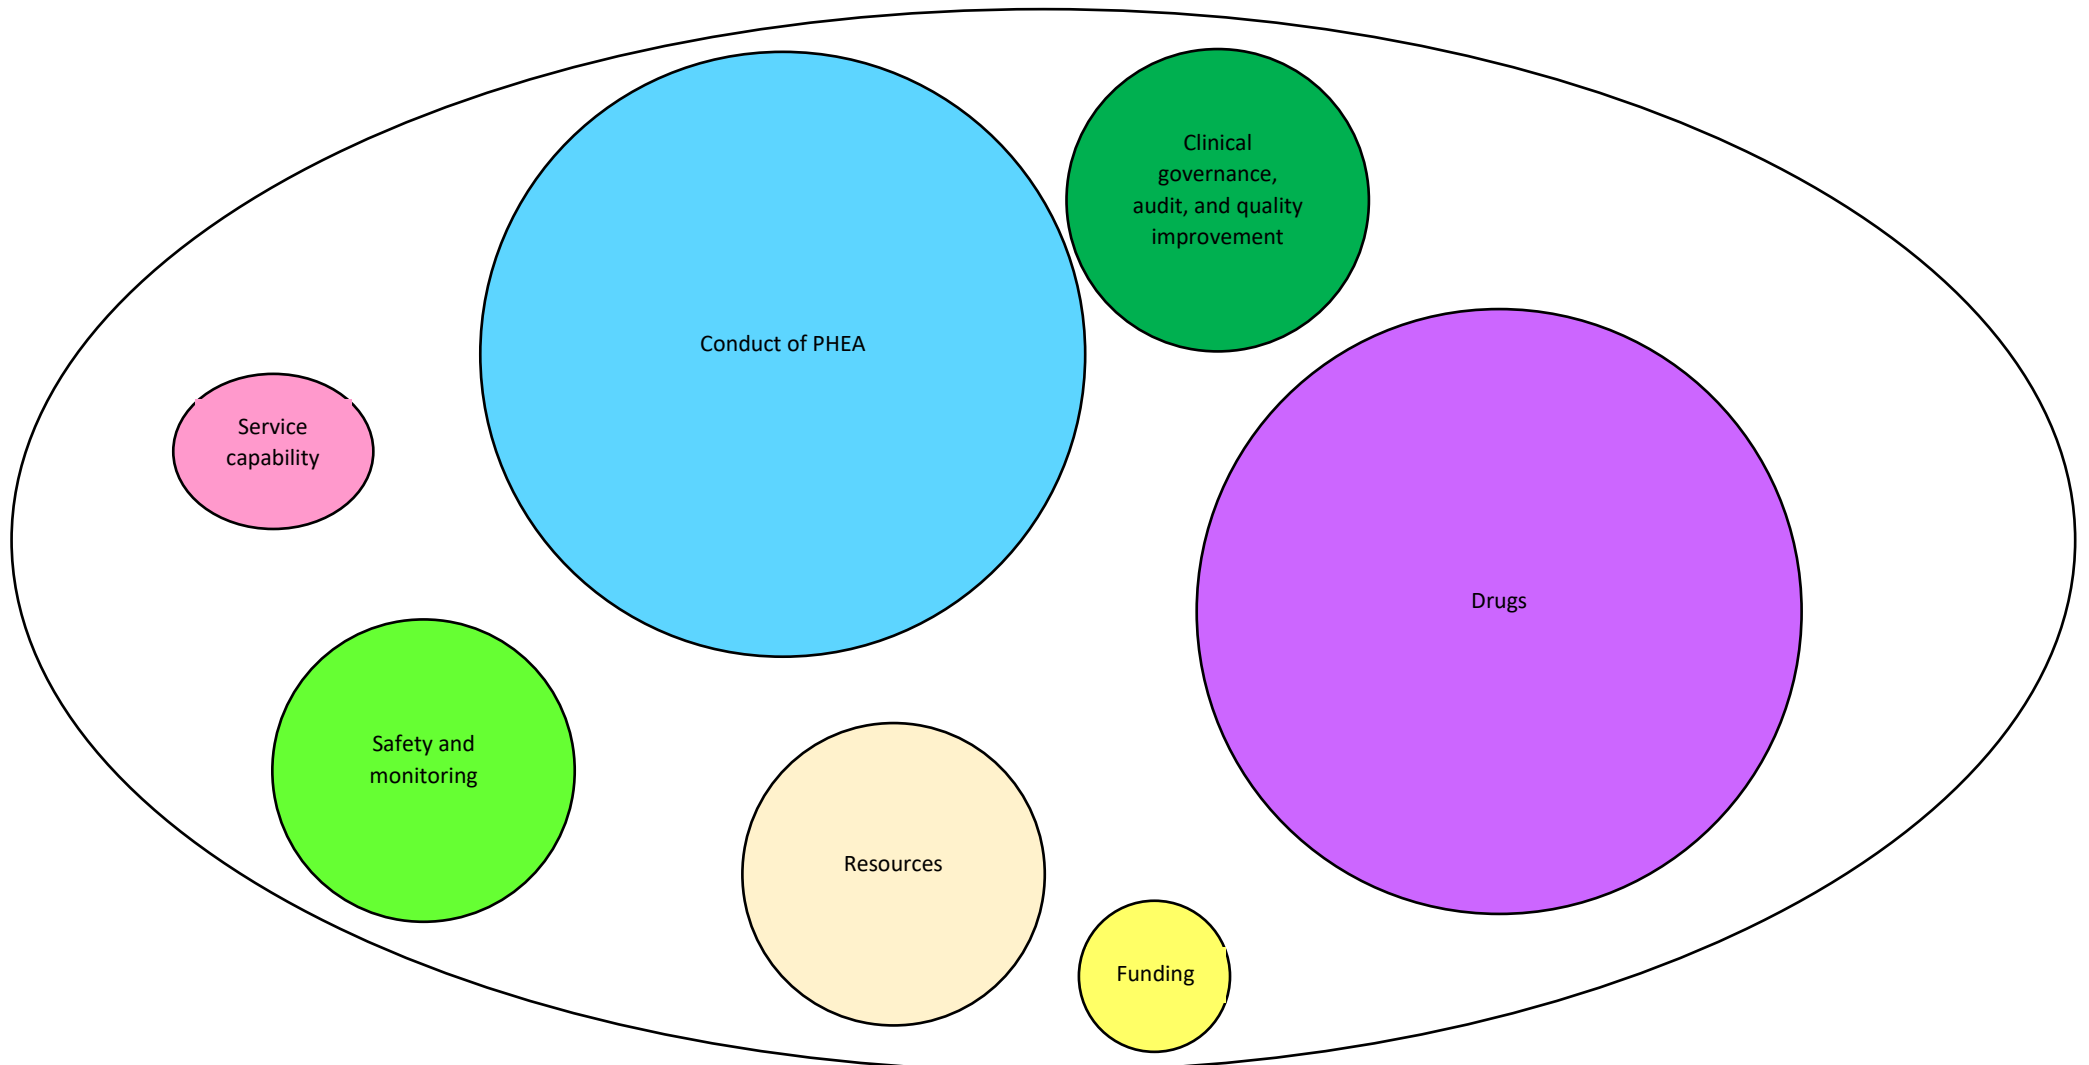 Clinical
governance,
audit, and quality
improvement
Conduct of PHEA
Service
capability
Drugs
Safety and
monitoring
Resources
Funding